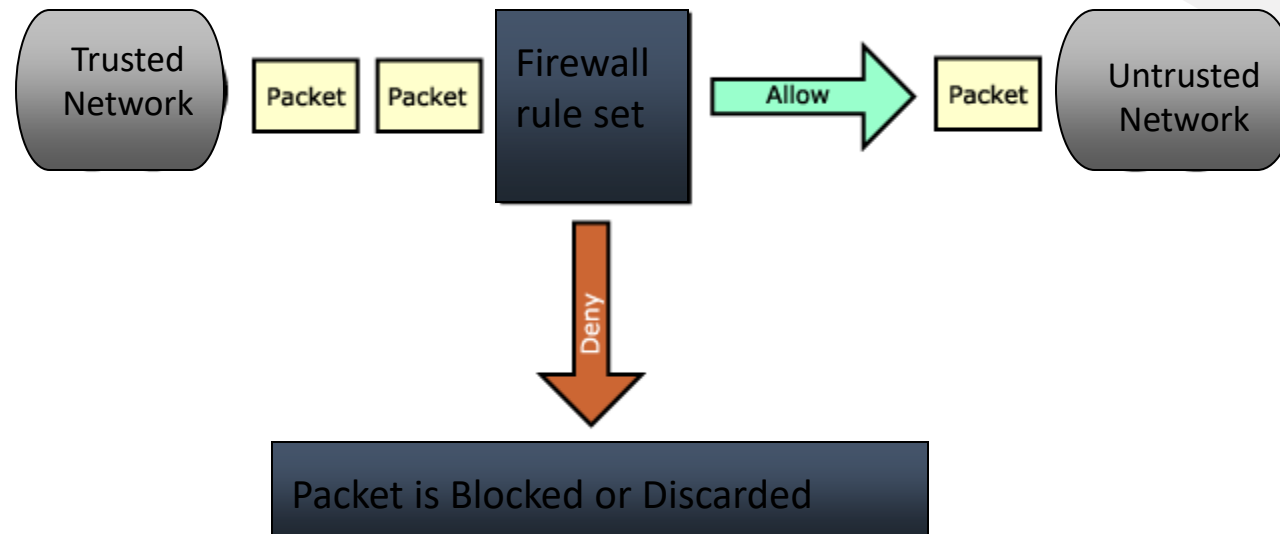 Trusted
Network
Packet
Packet
Firewall
rule set
Allow
Packet
Untrusted
Network
Deny
Packet is Blocked or Discarded